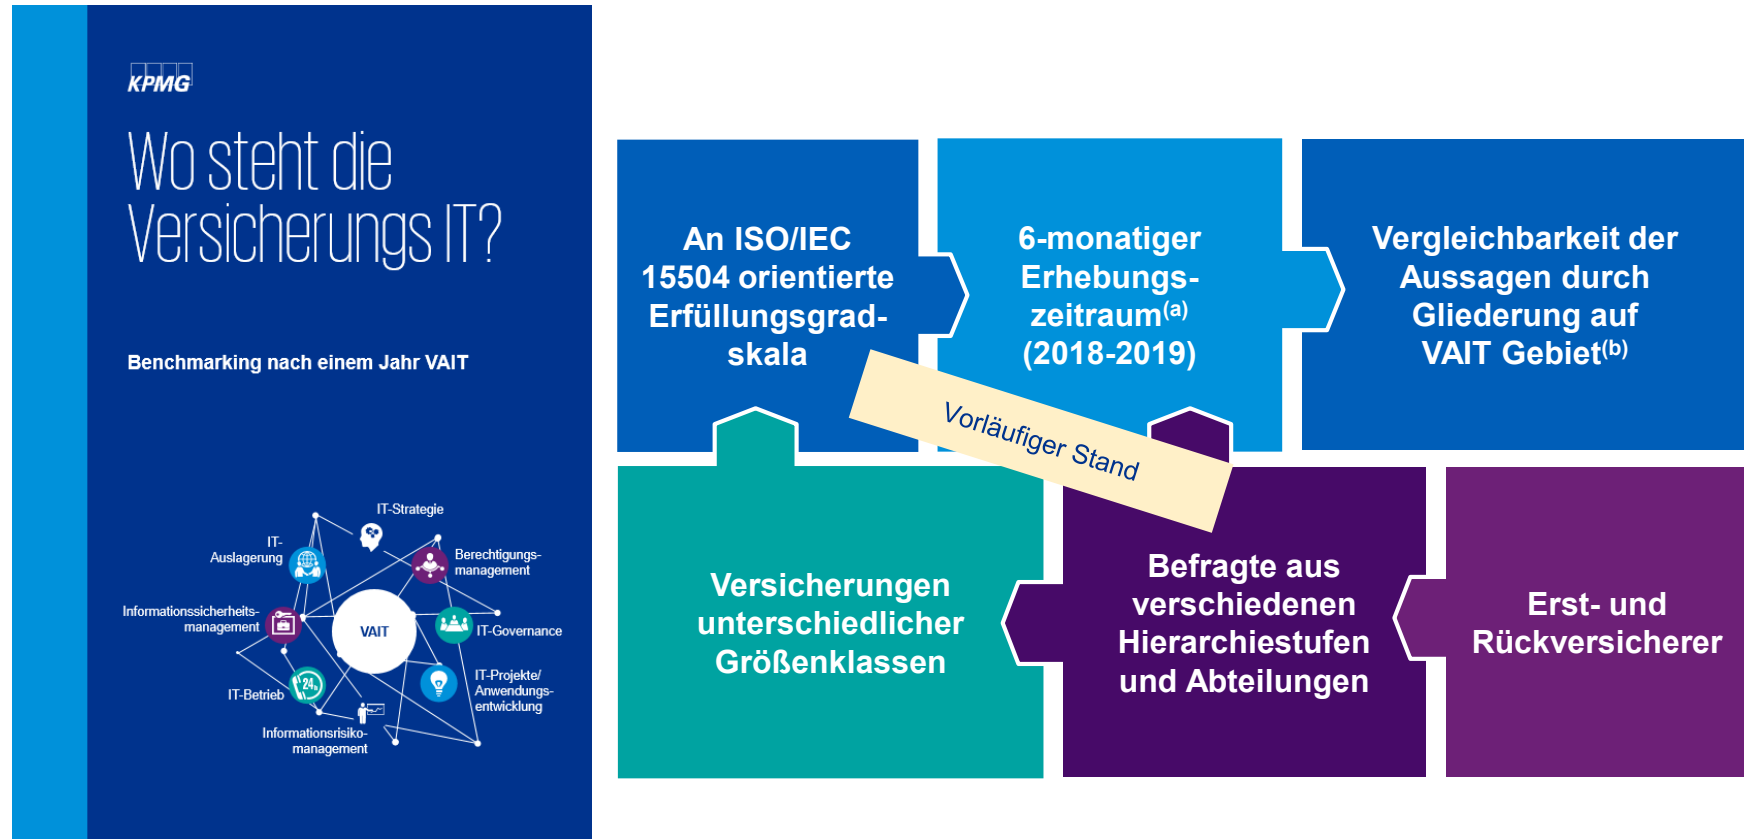 KPMG
Wo steht die
Versicherungs IT?
Benchmarking nach einem Jahr VAIT
IT-Strategie
IT-
Auslagerung
Berechtigungs-
management
Informationssicherheits-
management
VAIT
IT-Governance
IT-Betrieb
24h
IT-Projekte/
Anwendungs-
entwicklung
Informationsrisiko-
management
An ISO/IEC
15504 orientierte
Erfüllungsgrad-
skala
6-monatiger
Erhebungs-
zeitraum(a)
(2018-2019)
Vergleichbarkeit der
Aussagen durch
Gliederung auf
VAIT Gebiet(b)
Vorläufiger Stand
Versicherungen
unterschiedlicher
Größenklassen
Befragte aus
verschiedenen
Hierarchiestufen
und Abteilungen
Erst- und
Rückversicherer